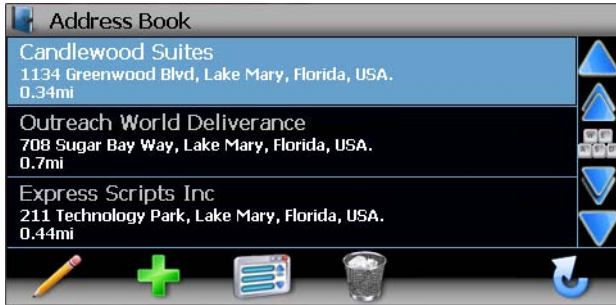 Address Book
Candlewood Suites
1134 Greenwood Blvd, Lake Mary, Florida, USA.
0.34mi
Outreach World Deliverance
708 Sugar Bay Way, Lake Mary, Florida, USA.
0.7mi
Express Scripts Inc
211 Technology Park, Lake Mary, Florida, USA.
0.44mi